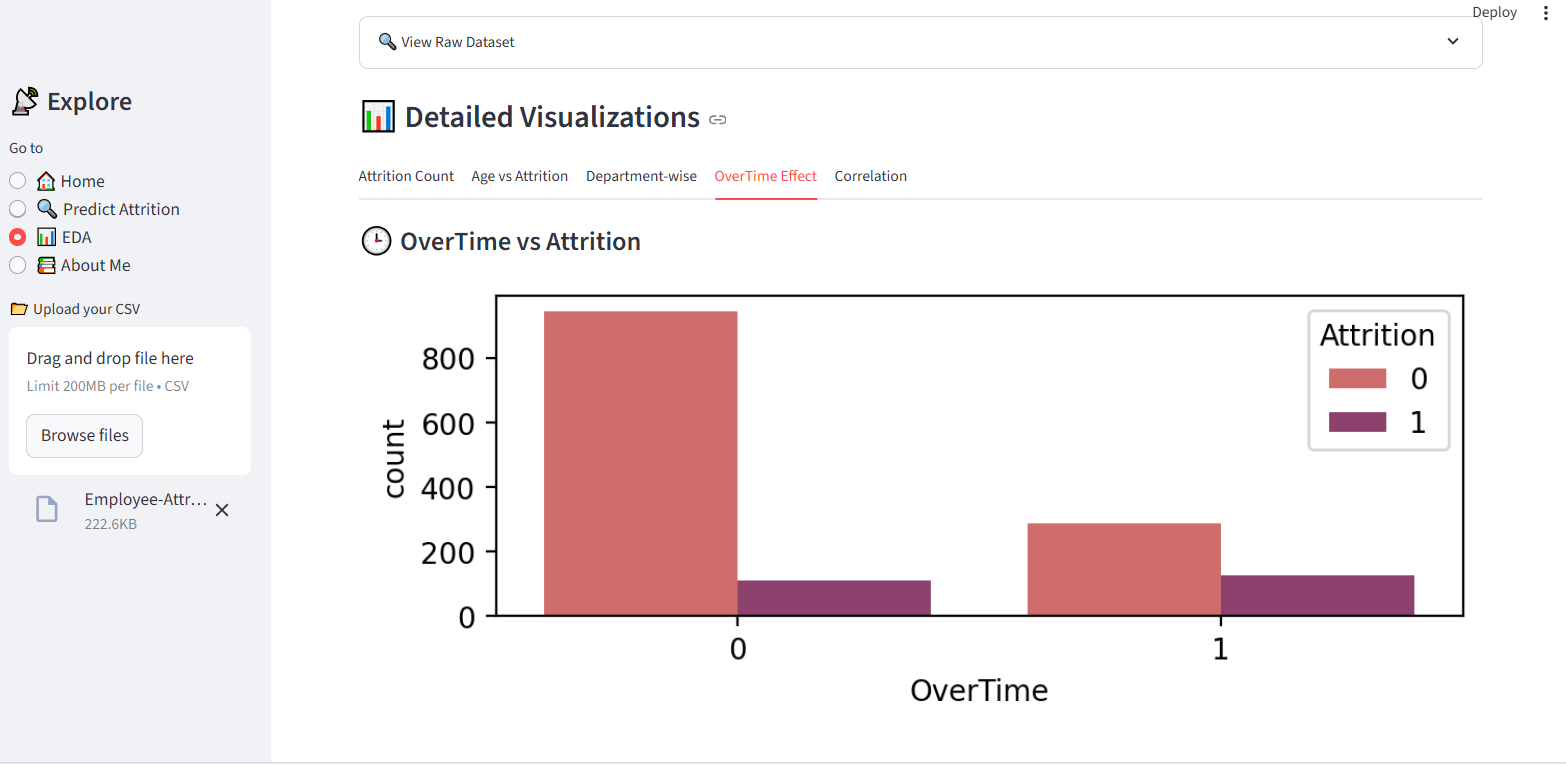 Deploy
View Raw Dataset
Explore
Go to
Home
Predict Attrition
EDA
About Me
Upload your CSV
Drag and drop file here
Limit 200MB per file • CSV
Browse files
Employee-Attr...
222.6KB
Detailed Visualizations
Attrition Count Age vs Attrition Department-wise OverTime Effect Correlation
OverTime vs Attrition
Attrition
0
1
800
600
400
200
0
count
0 1
OverTime